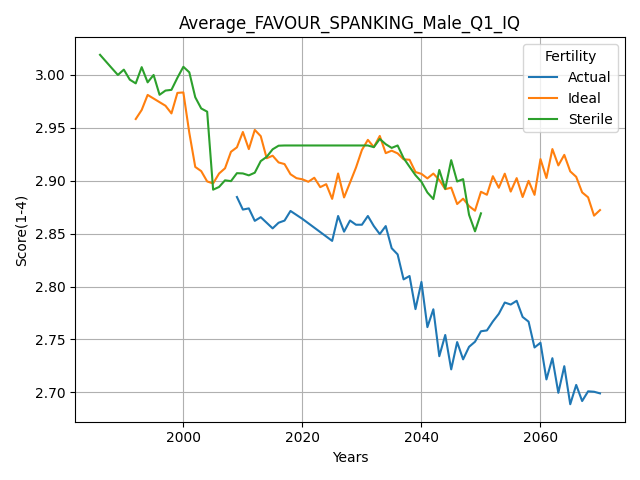 Average_FAVOUR_SPANKING_Male_Q1_IQ
Fertility
Actual
Ideal
Sterile
Score(1-4)
3.00
2.95
2.90
2.85
2.80
2.75
2.70
2000 2020 2040 2060
Years